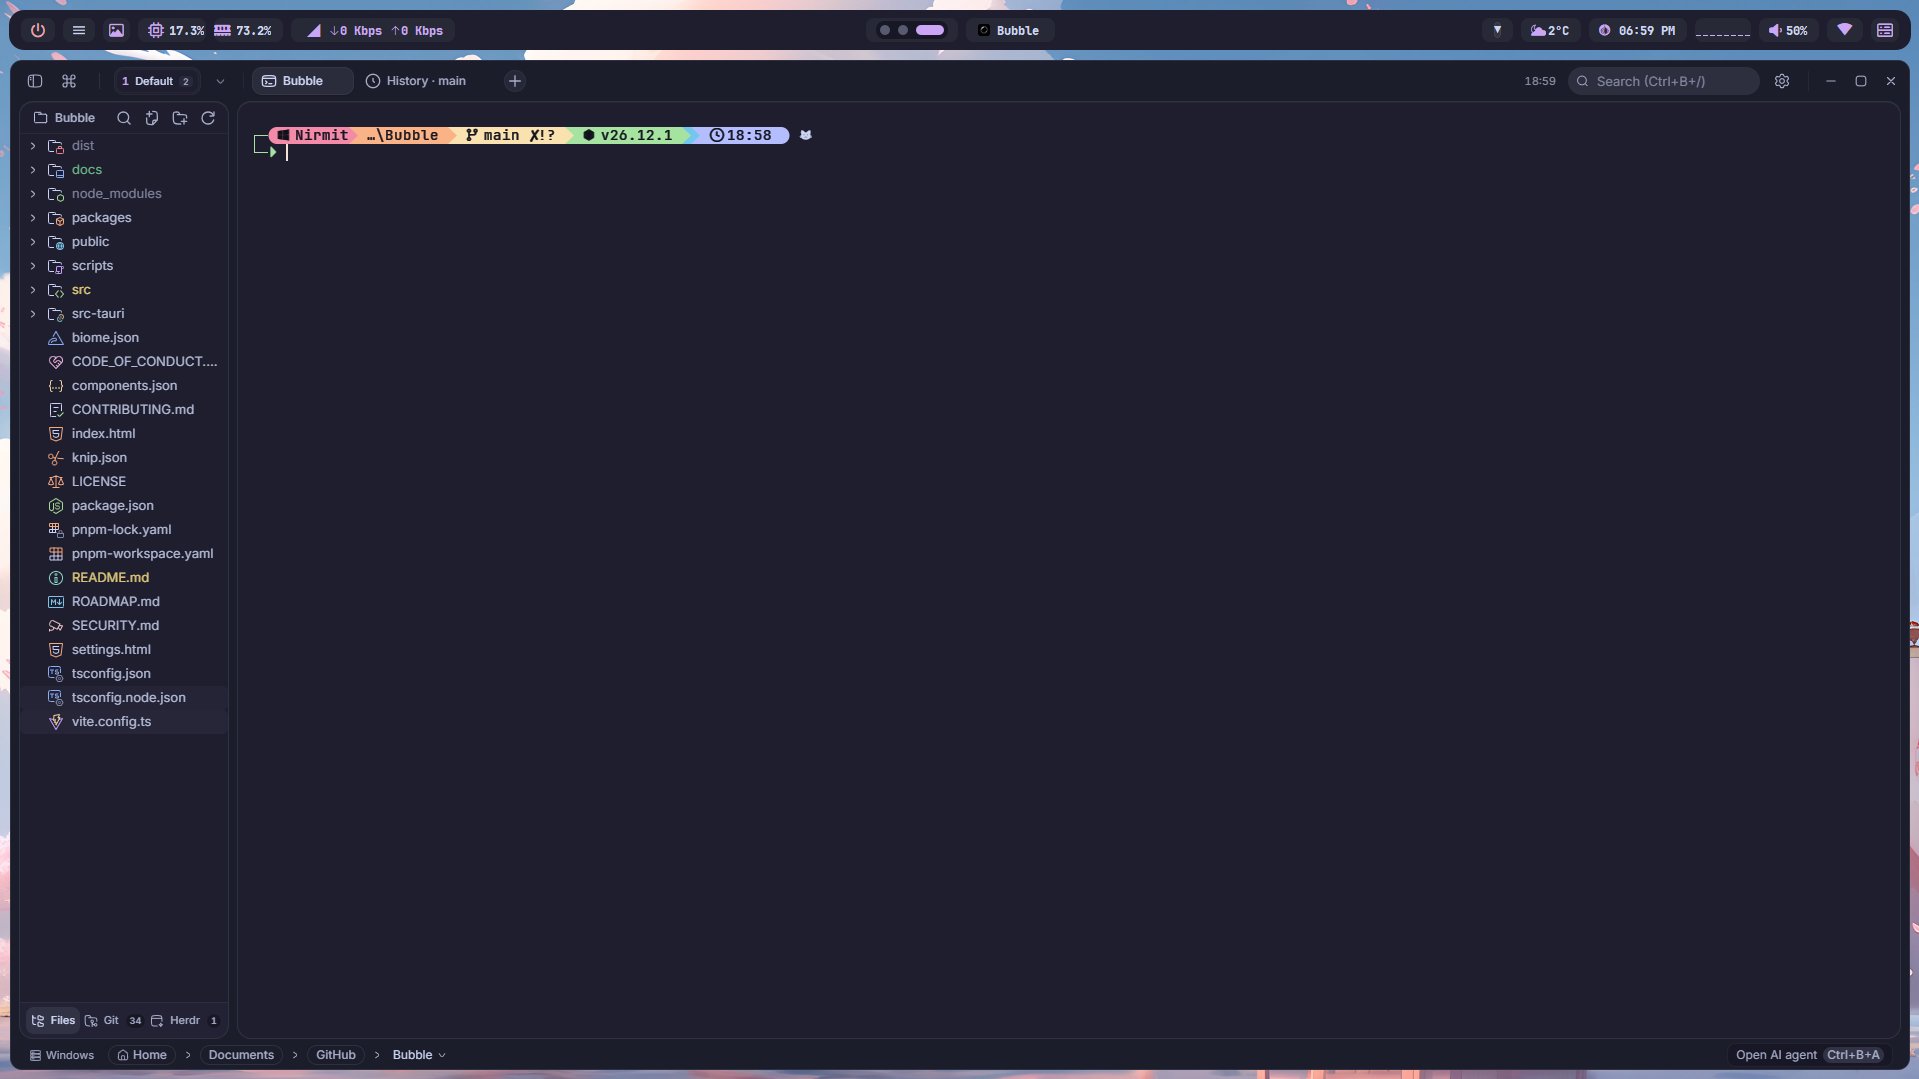 17.3% 73.2% ↓0 Kbps ↑0 Kbps Bubble 2°C 06:59 PM 50%
1 Default 2 Bubble History · main 18:59 Search (Ctrl+B+/)
Bubble
Nirmit …\Bubble main ✘!? v26.12.1 18:58
dist
docs
node_modules
packages
public
scripts
src
src-tauri
biome.json
CODE_OF_CONDUCT....
components.json
CONTRIBUTING.md
index.html
knip.json
LICENSE
package.json
pnpm-lock.yaml
pnpm-workspace.yaml
README.md
ROADMAP.md
SECURITY.md
settings.html
tsconfig.json
tsconfig.node.json
vite.config.ts
Files Git 34 Herdr 1
Windows Home › Documents › GitHub › Bubble Open AI agent Ctrl+B+A